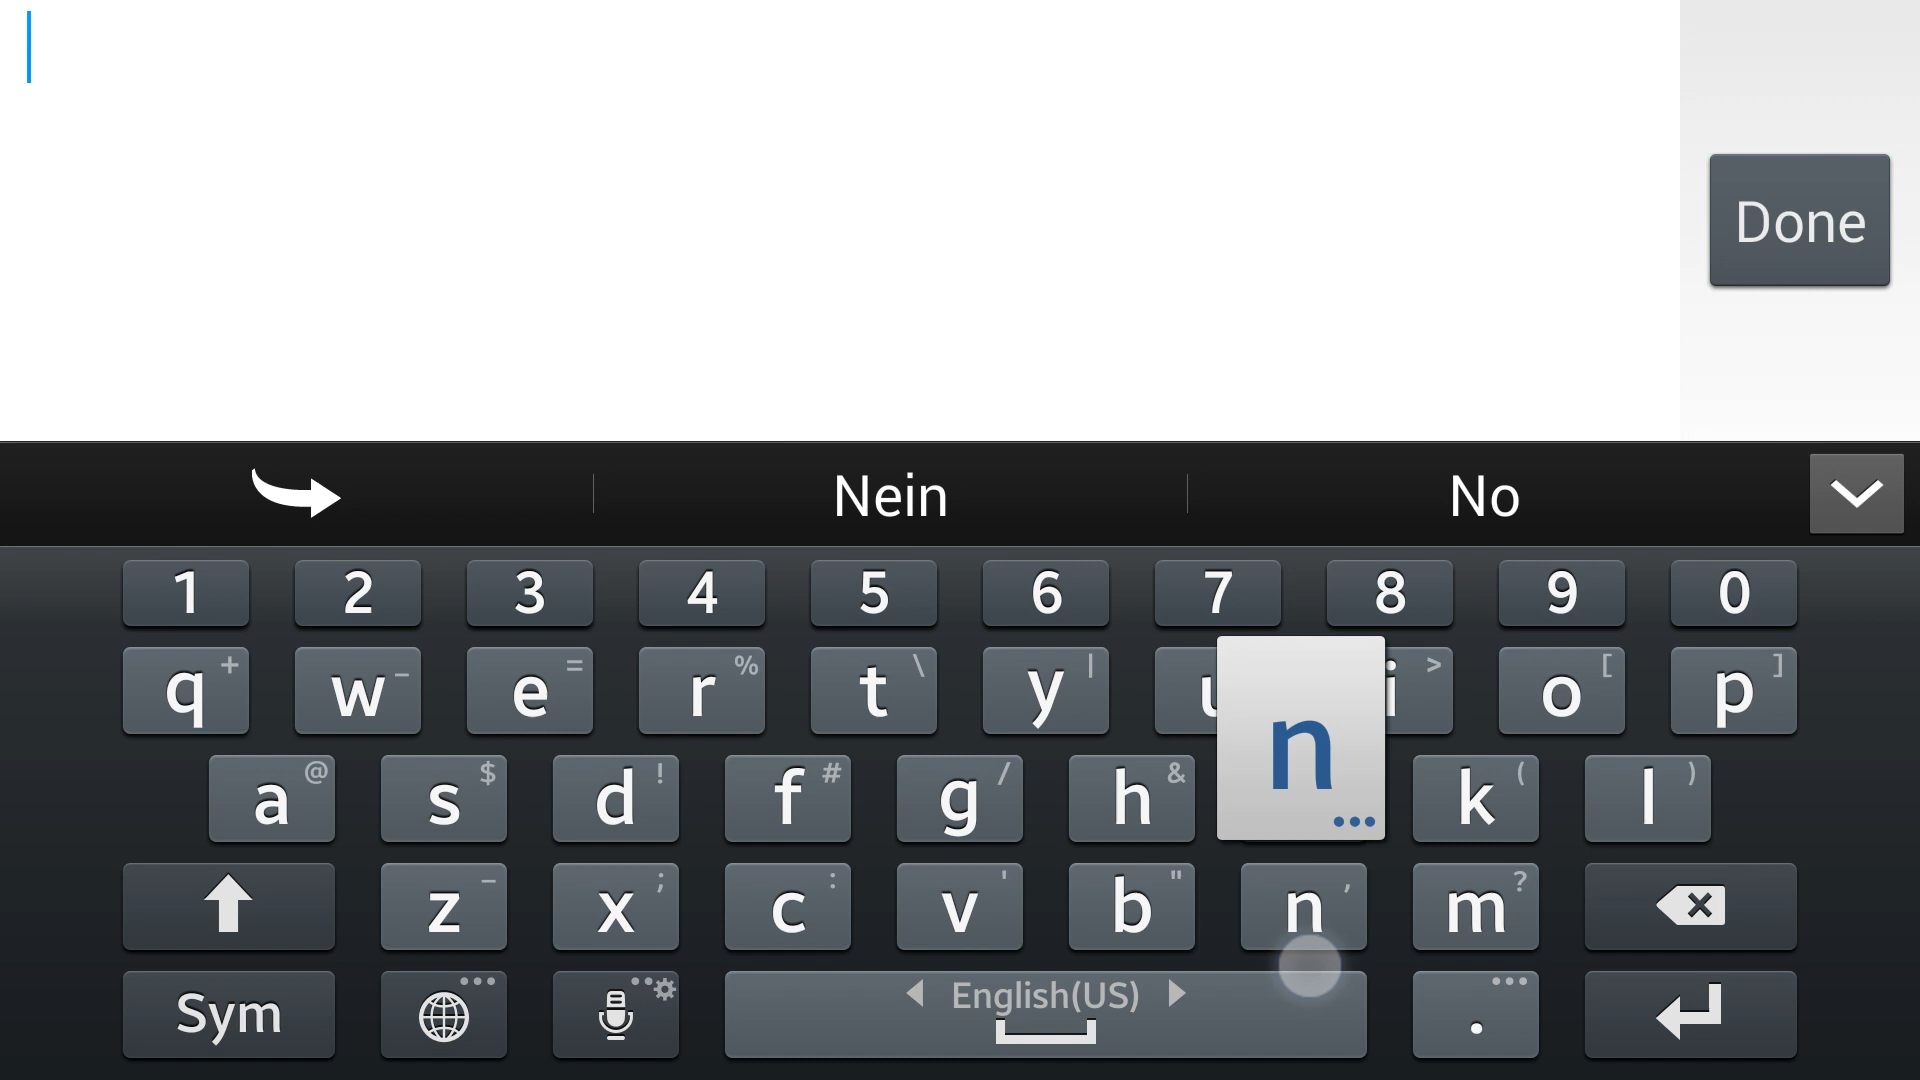 Done
Nein No
1 2 3 4 5 6 7 8 9 0
q + w - e = r % t \ y | u i > o [ p ]
a @ s $ d ! f # g / h & n ... k ( l )
z - x ; c : v ' b " n , m ?
Sym ... ... English(US) ... .